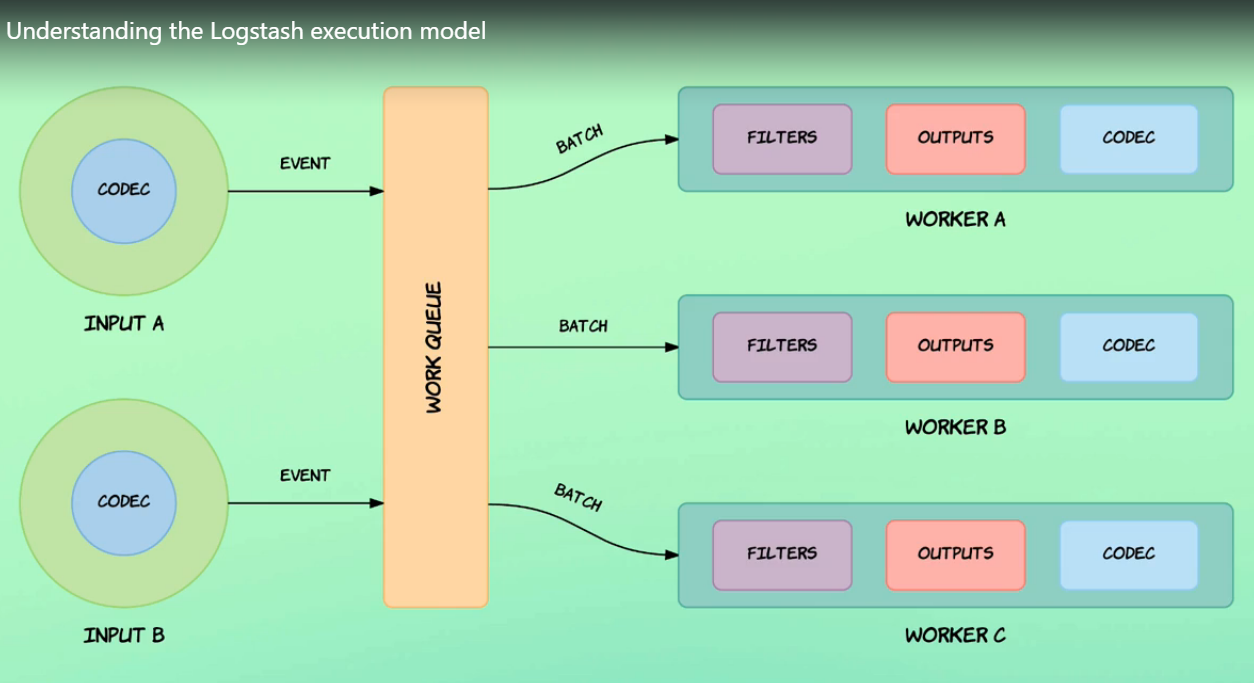 Understanding the Logstash execution model
CODEC
INPUT A
EVENT
CODEC
INPUT B
EVENT
WORK QUEUE
BATCH
FILTERS OUTPUTS CODEC
WORKER A
BATCH
FILTERS OUTPUTS CODEC
WORKER B
BATCH
FILTERS OUTPUTS CODEC
WORKER C